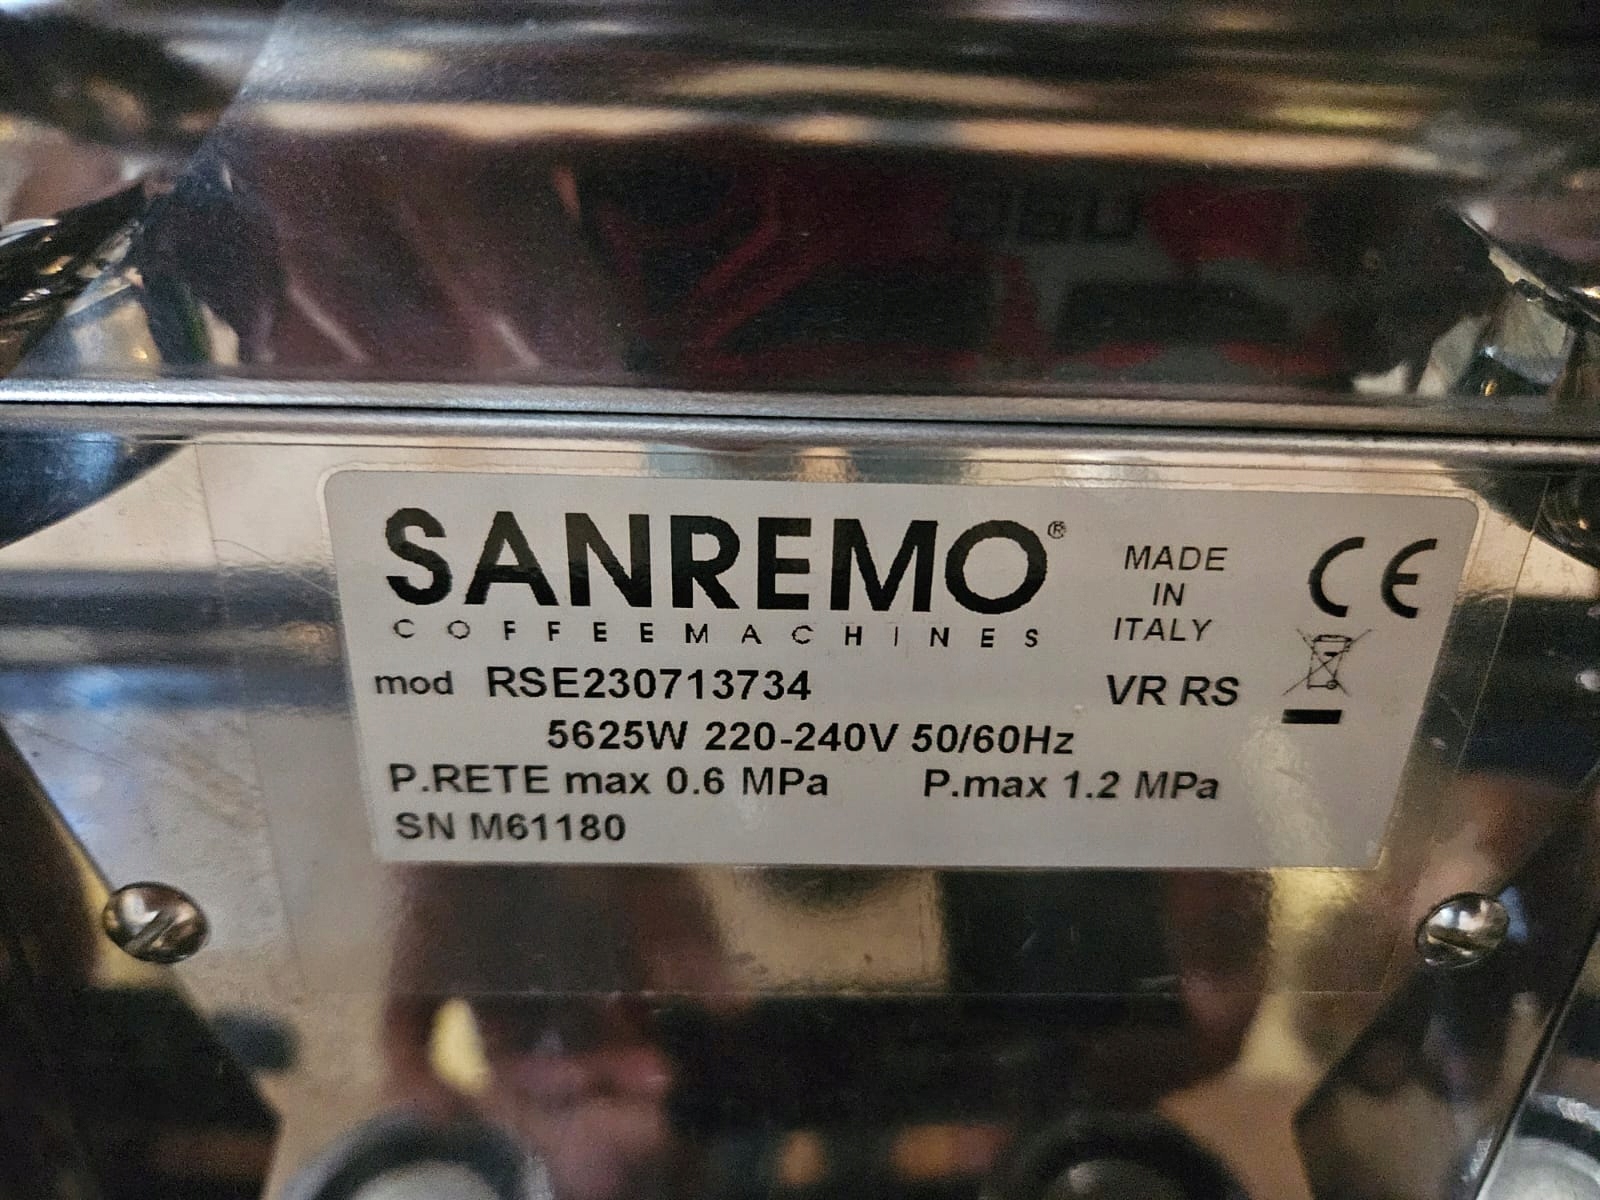 SANREMO®
COFFEEMACHINES
MADE
IN
ITALY
CE
mod RSE230713734
VR RS
5625W 220-240V 50/60Hz
P.RETE max 0.6 MPa P.max 1.2 MPa
SN M61180